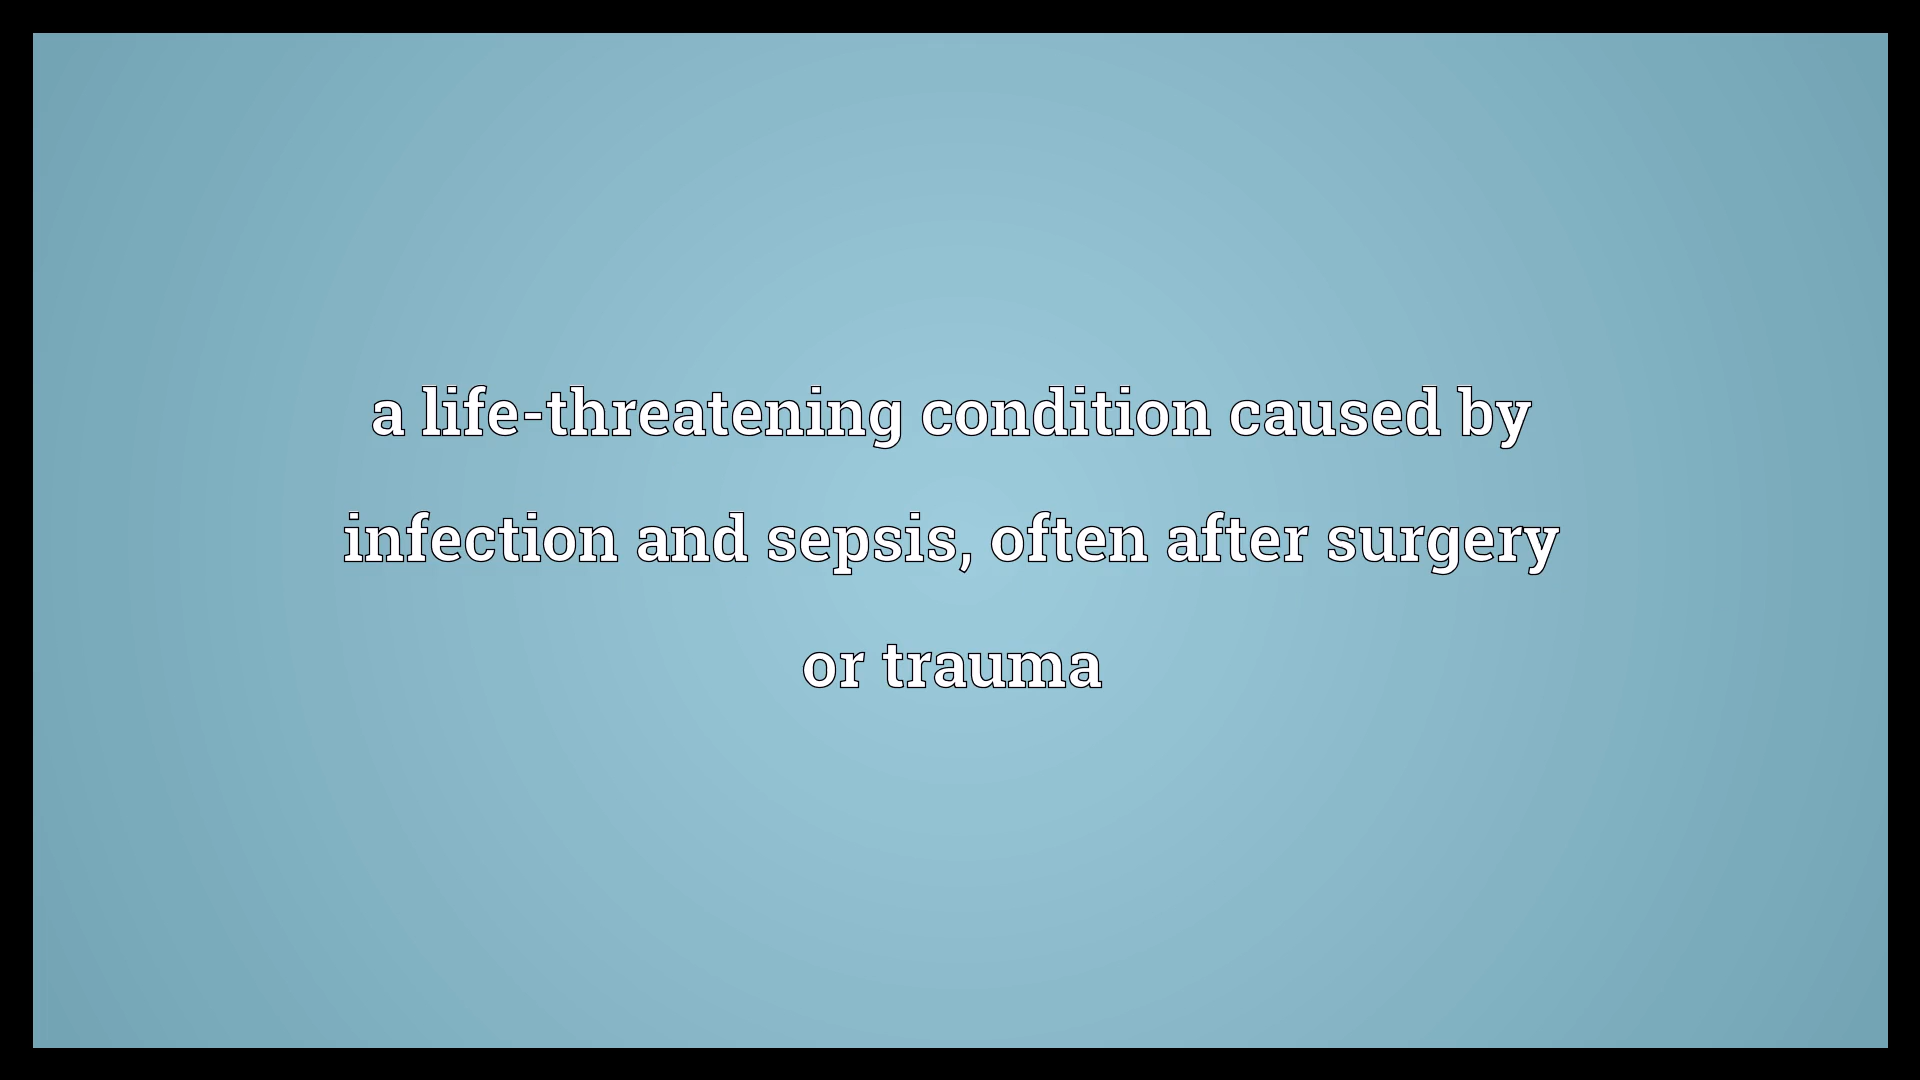 a life-threatening condition caused by
infection and sepsis, often after surgery
or trauma